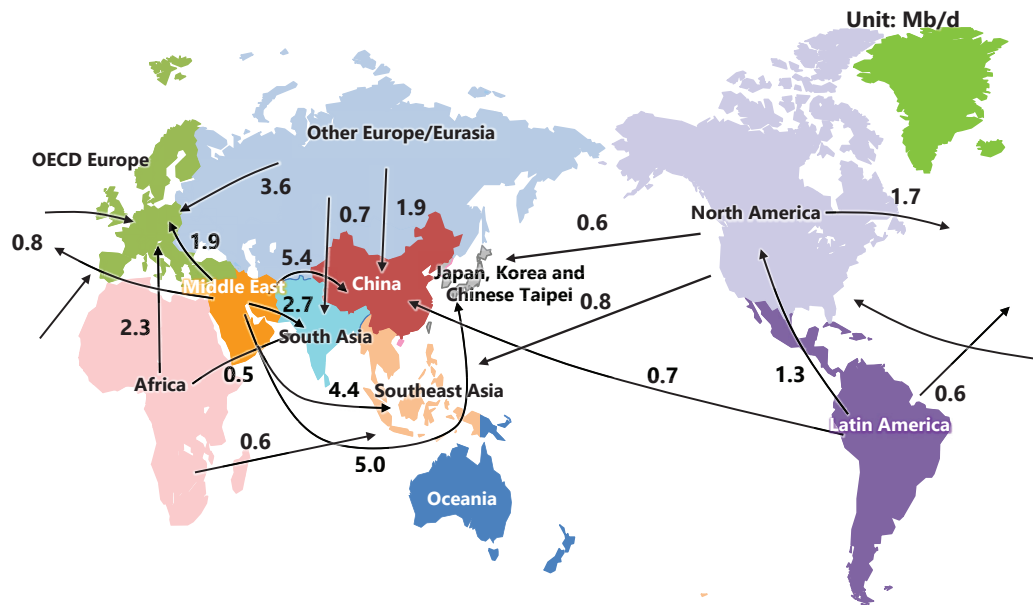 Unit: Mb/d
Other Europe/Eurasia
OECD Europe
3.6
1.7
North America
0.7
1.9
0.6
0.8
1.9
5.4
Middle East
China
Japan, Korea and
Chinese Taipei
2.7
0.8
2.3
South Asia
Africa
0.5
4.4
Southeast Asia
0.7
1.3
0.6
Latin America
0.6
5.0
Oceania